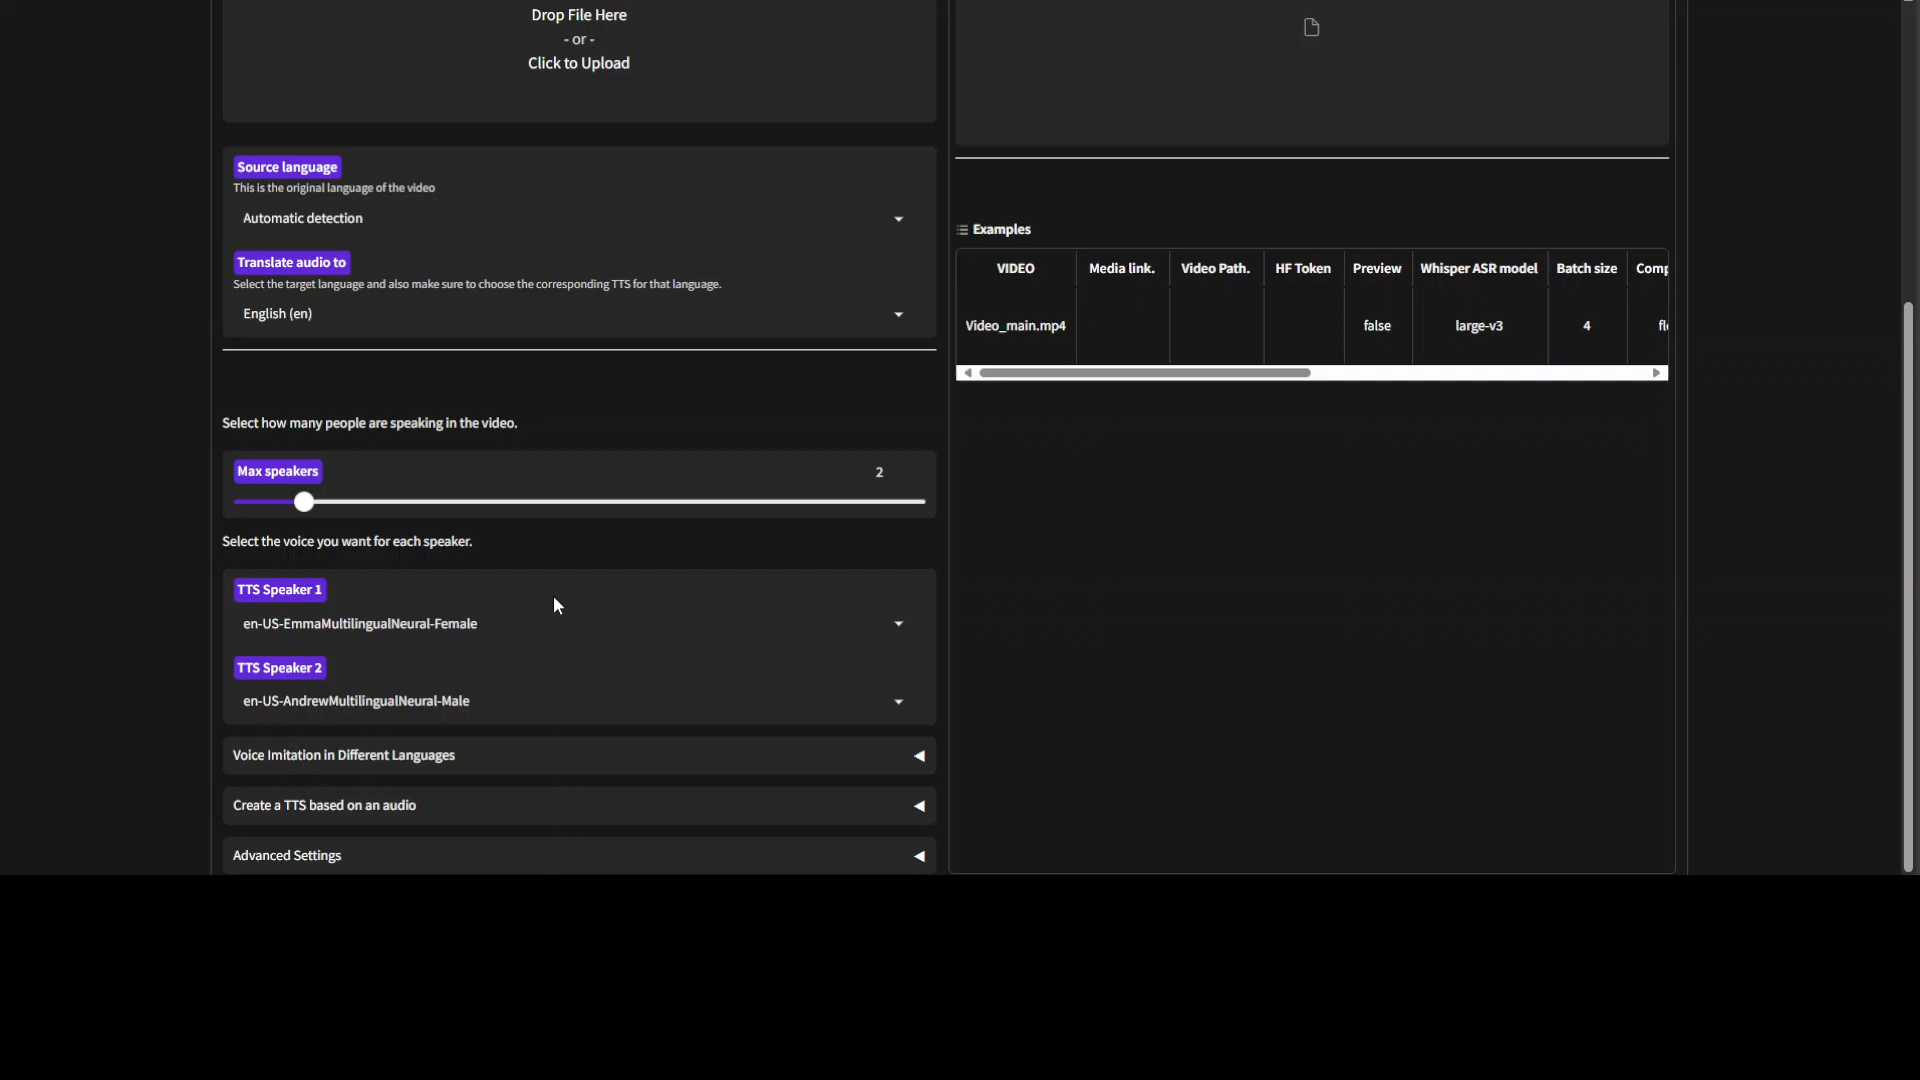 Drop File Here
- or -
Click to Upload
Source language
This is the original language of the video
Automatic detection
Translate audio to
Select the target language and also make sure to choose the corresponding TTS for that language.
English (en)
Select how many people are speaking in the video.
Max speakers
2
Select the voice you want for each speaker.
TTS Speaker 1
en-US-EmmaMultilingualNeural-Female
TTS Speaker 2
en-US-AndrewMultilingualNeural-Male
Voice Imitation in Different Languages
Create a TTS based on an audio
Advanced Settings
Examples
VIDEO Media link. Video Path. HF Token Preview Whisper ASR model Batch size Comp
Video_main.mp4 false large-v3 4 fl